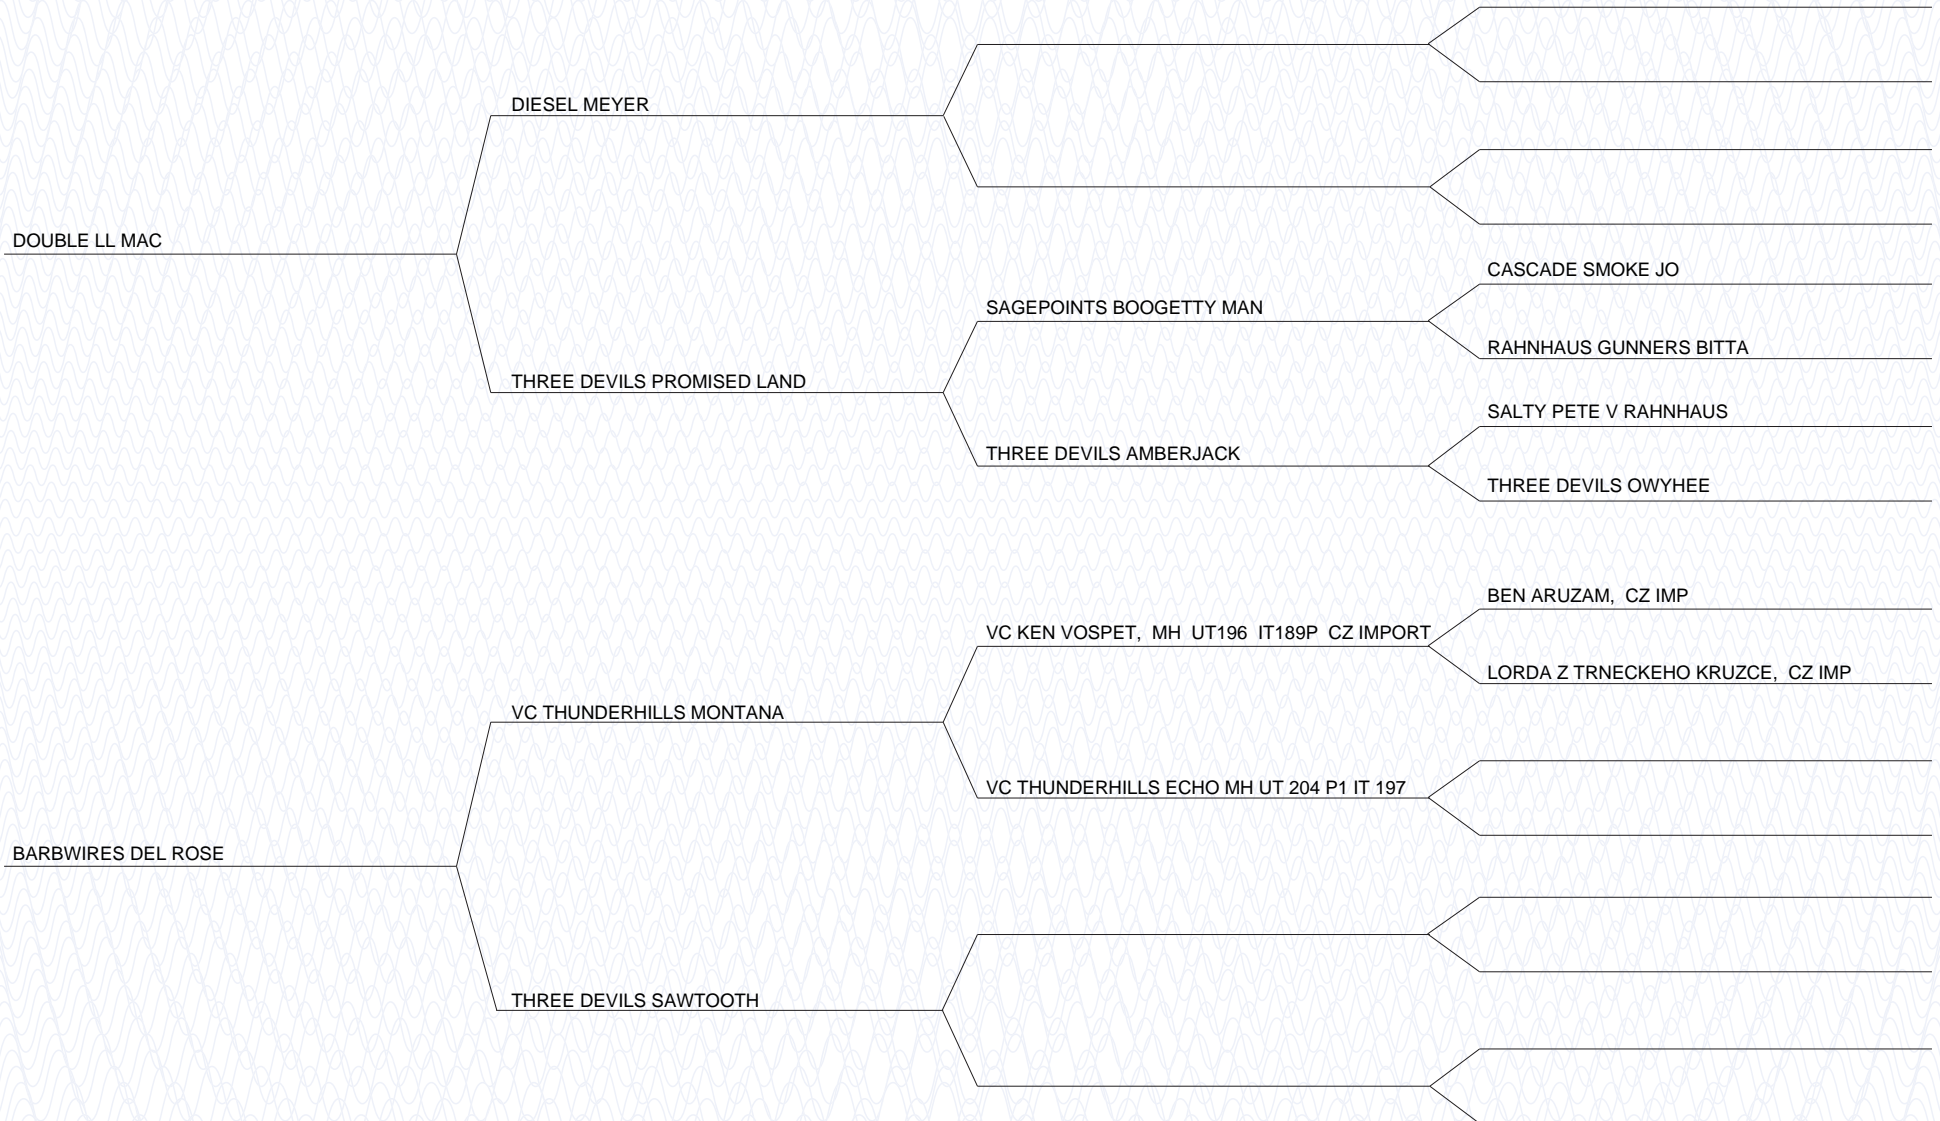 DIESEL MEYER
DOUBLE LL MAC
CASCADE SMOKE JO
SAGEPOINTS BOOGETTY MAN
RAHNHAUS GUNNERS BITTA
THREE DEVILS PROMISED LAND
SALTY PETE V RAHNHAUS
THREE DEVILS AMBERJACK
THREE DEVILS OWYHEE
BEN ARUZAM,  CZ IMP
VC KEN VOSPET,  MH  UT196  IT189P  CZ IMPORT
LORDA Z TRNECKEHO KRUZCE,  CZ IMP
VC THUNDERHILLS MONTANA
VC THUNDERHILLS ECHO MH UT 204 P1 IT 197
BARBWIRES DEL ROSE
THREE DEVILS SAWTOOTH